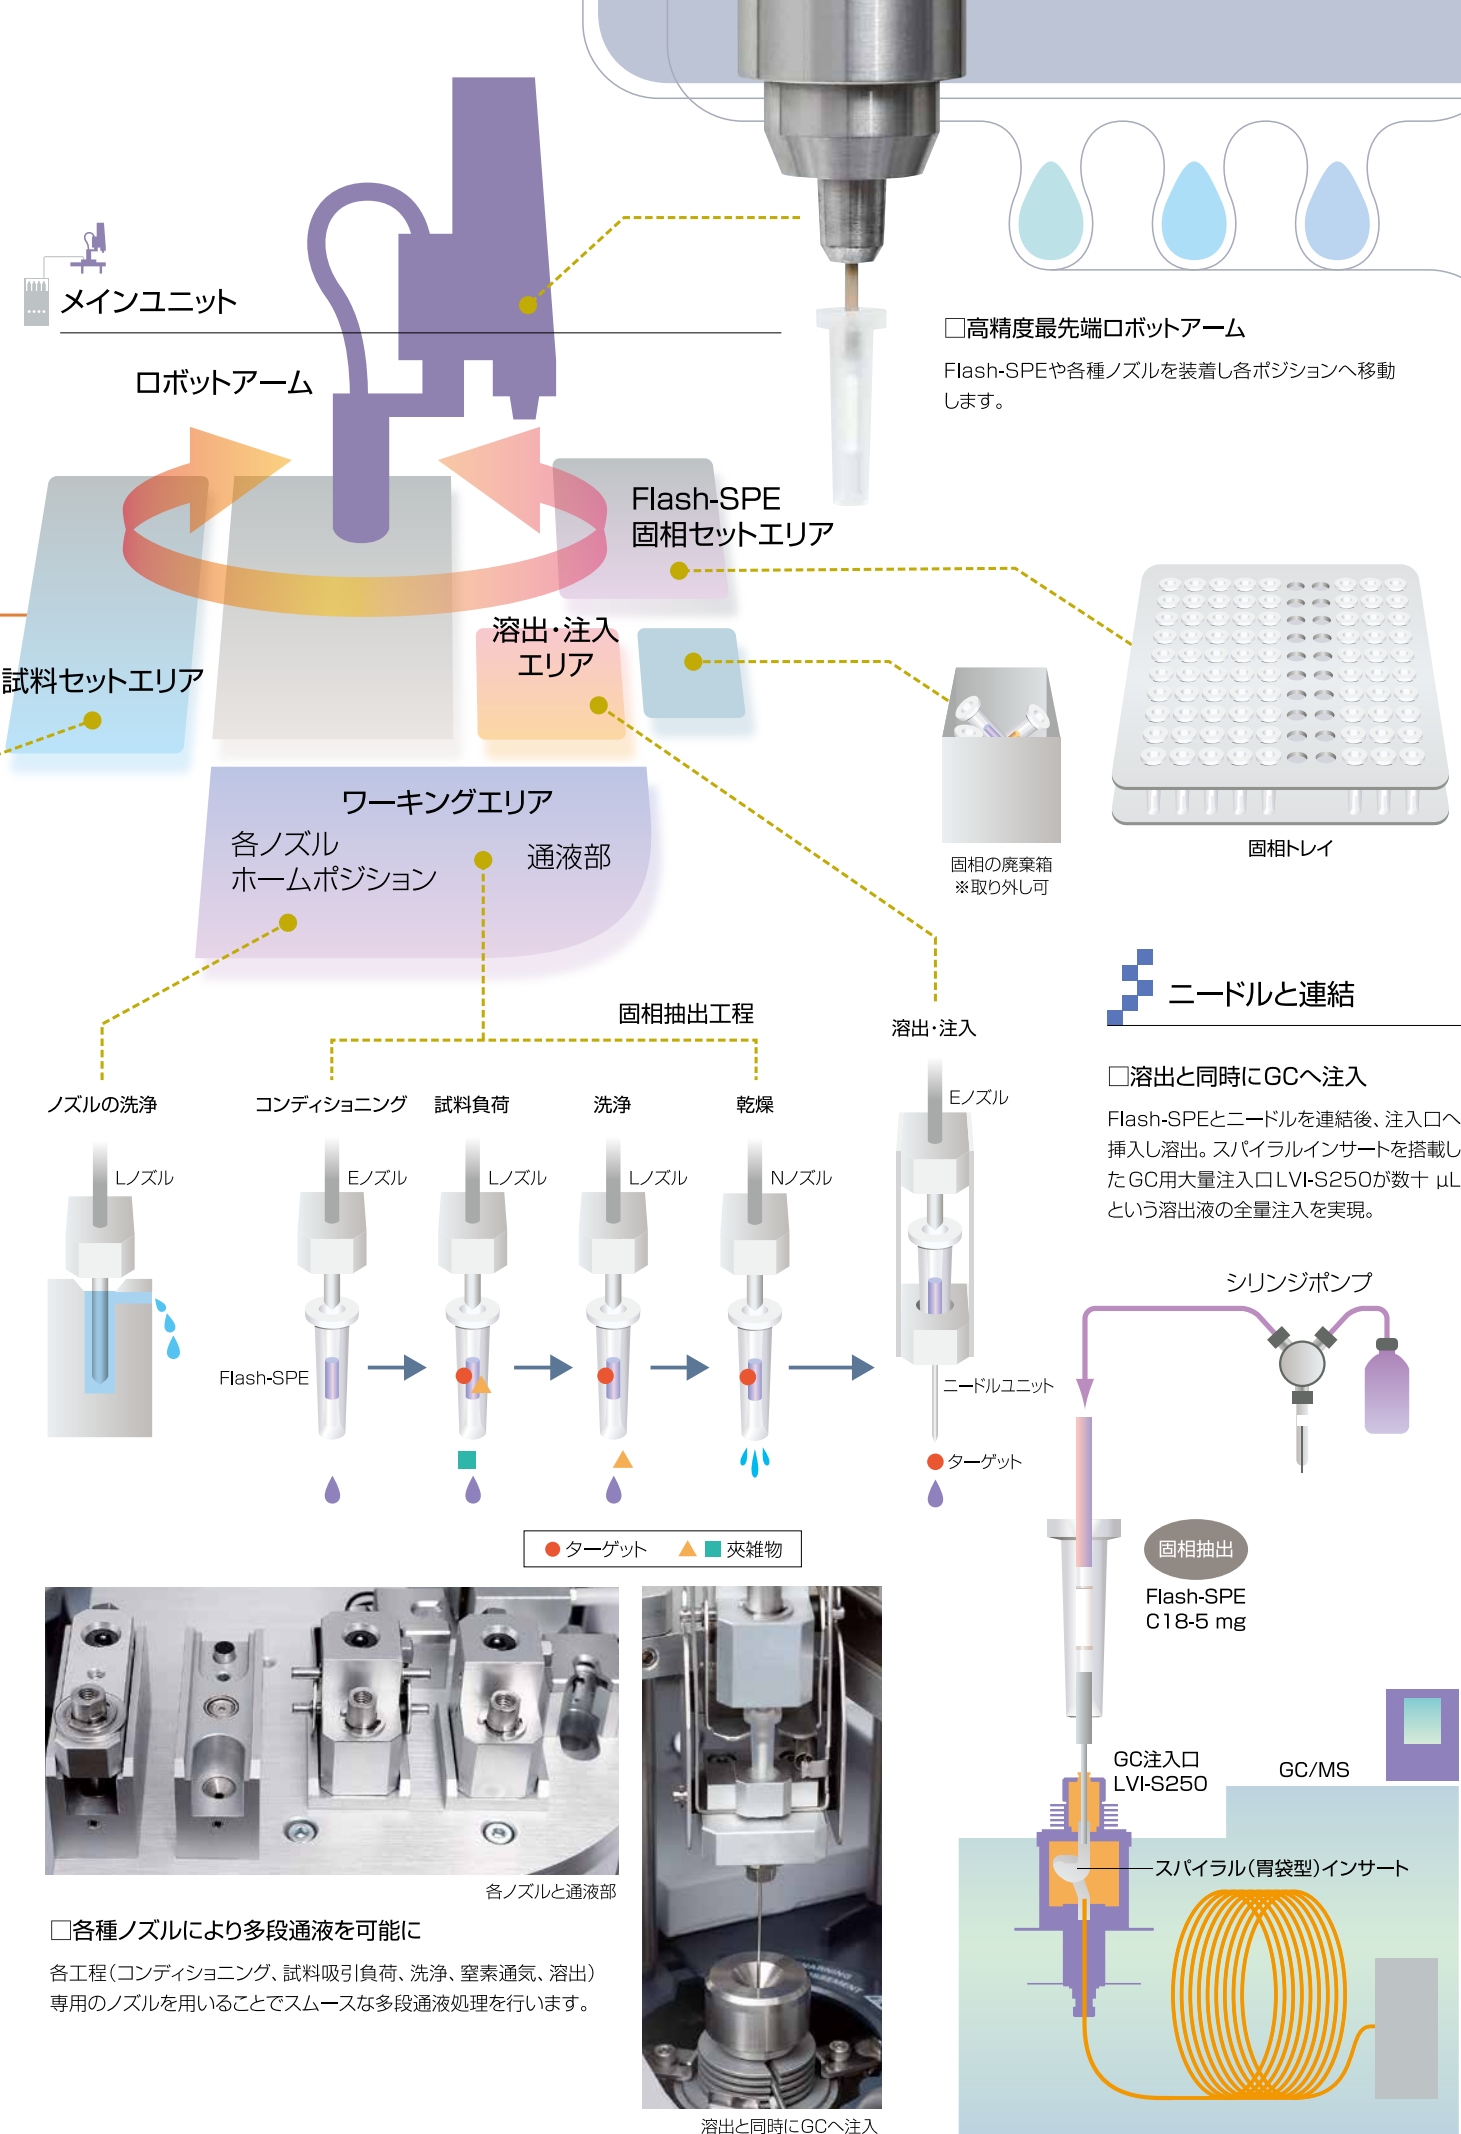 メインユニット
ロボットアーム
□高精度最先端ロボットアーム
Flash-SPEや各種ノズルを装着し各ポジションへ移動
します。
Flash-SPE
固相セットエリア
溶出・注入
エリア
試料セットエリア
ワーキングエリア
各ノズル
ホームポジション
通液部
固相の廃棄箱
※取り外し可
固相トレイ
ニードルと連結
□溶出と同時にGCへ注入
Flash-SPEとニードルを連結後、注入口へ
挿入し溶出。スパイラルインサートを搭載し
たGC用大量注入口LVI-S250が数十 μL
という溶出液の全量注入を実現。
固相抽出工程
溶出・注入
ノズルの洗浄
コンディショニング
試料負荷
洗浄
乾燥
Eノズル
Lノズル
Eノズル
Lノズル
Lノズル
Nノズル
Flash-SPE
ニードルユニット
ターゲット
シリンジポンプ
ターゲット
夾雑物
固相抽出
Flash-SPE
C18-5 mg
GC注入口
LVI-S250
GC/MS
スパイラル(胃袋型)インサート
各ノズルと通液部
□各種ノズルにより多段通液を可能に
各工程(コンディショニング、試料吸引負荷、洗浄、窒素通気、溶出)
専用のノズルを用いることでスムースな多段通液処理を行います。
WARNING
溶出と同時にGCへ注入